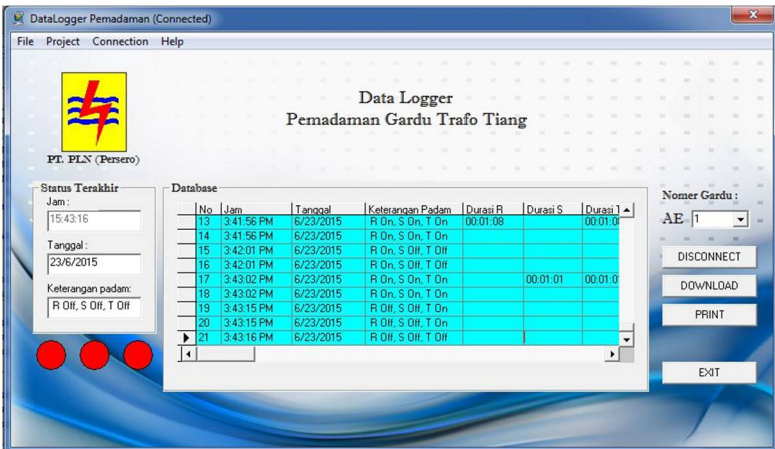 DataLogger Pemadaman (Connected)
File Project Connection Help
Data Logger
Pemadaman Gardu Trafo Tiang
PT. PLN (Persero)
Status Terakhir
Jam :
15:43:16
Tanggal :
23/6/2015
Keterangan padam:
R Off, S Off, T Off
Database
No Jam Tanggal Keterangan Padam Durasi R Durasi S Durasi
13 3:41:56 PM 6/23/2015 R On, S On, T On 00:01:08 00:01:0
14 3:41:56 PM 6/23/2015 R On, S On, T On
15 3:42:01 PM 6/23/2015 R On, S Off, T Off
16 3:42:01 PM 6/23/2015 R On, S Off, T Off
17 3:43:02 PM 6/23/2015 R On, S On, T On 00:01:01 00:01:0
18 3:43:02 PM 6/23/2015 R On, S On, T On
19 3:43:15 PM 6/23/2015 R Off, S Off, T On
20 3:43:15 PM 6/23/2015 R Off, S Off, T On
21 3:43:16 PM 6/23/2015 R Off, S Off, T Off
Nomer Gardu :
AE 1
DISCONNECT
DOWNLOAD
PRINT
EXIT